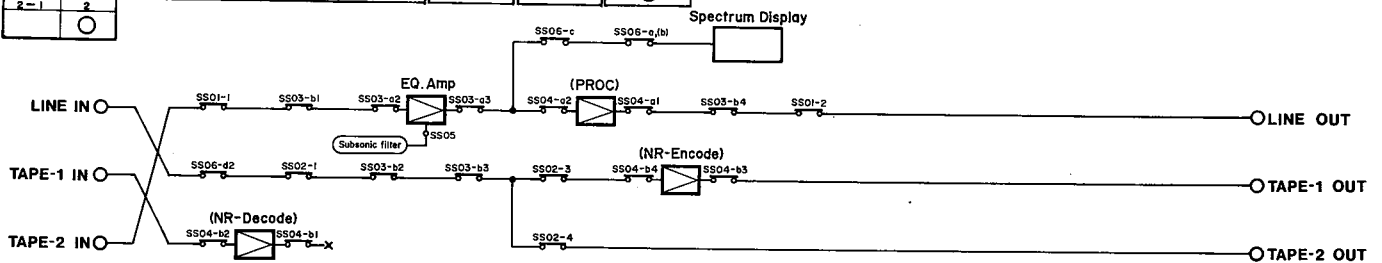 2-1 2
Spectrum Display
SS06-c SS06-a,(b)
EQ. Amp (PROC)
LINE IN SS01-1 SS03-b1 SS03-a2 SS03-a3 SS04-a2 SS04-a1 SS03-b4 SS01-2 LINE OUT
SS05
Subsonic filter
(NR-Encode)
TAPE-1 IN SS06-d2 SS02-1 SS03-b2 SS03-b3 SS02-3 SS04-b4 SS04-b3 TAPE-1 OUT
(NR-Decode)
TAPE-2 IN SS04-b2 SS04-b1 SS02-4 TAPE-2 OUT